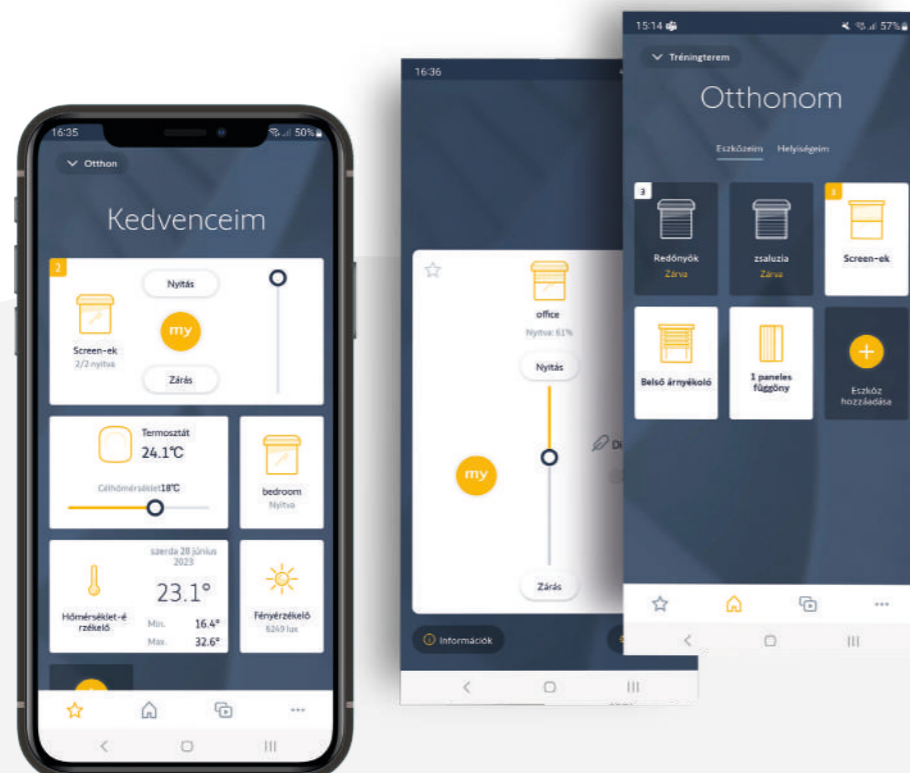 16:35
50%
Otthon
Kedvenceim
2
Nyitás
my
Screen-ek
2/2 nyitva
Zárás
Termosztát
24.1°C
Célhőmérséklet18°C
bedroom
Nyitva
szerda 28 június
2023
23.1°
Hőmérséklet-é
rzékelő
Min. 16.4°
Max. 32.6°
Fényérzékelő
6249 lux
16:36
office
Nyitva: 61%
Nyitás
my
Zárás
Információk
15:14
57%
Tréningterem
Otthonom
Eszközeim Helyiségeim
3
Redőnyök
Zárva
zsaluzia
Zárva
Screen-ek
Belső árnyékoló
1 paneles
függöny
Eszköz
hozzáadása